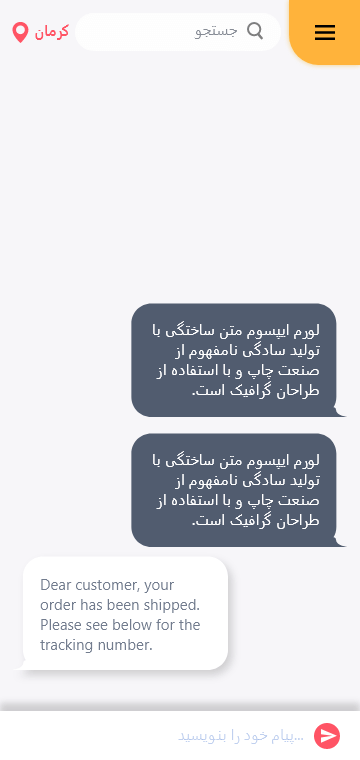 جستجو
کرمان
لورم ایپسوم متن ساختگی با
تولید سادگی نامفهوم از
صنعت چاپ و با استفاده از
طراحان گرافیک است.
لورم ایپسوم متن ساختگی با
تولید سادگی نامفهوم از
صنعت چاپ و با استفاده از
طراحان گرافیک است.
Dear customer, your
order has been shipped.
Please see below for the
tracking number.
پیام خود را بنویسید...